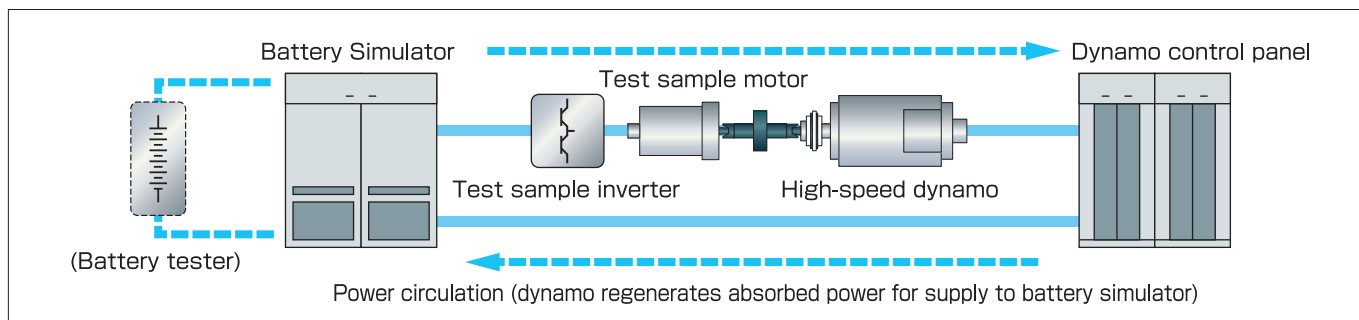 Battery Simulator
Dynamo control panel
Test sample motor
Test sample inverter
High-speed dynamo
(Battery tester)
Power circulation (dynamo regenerates absorbed power for supply to battery simulator)